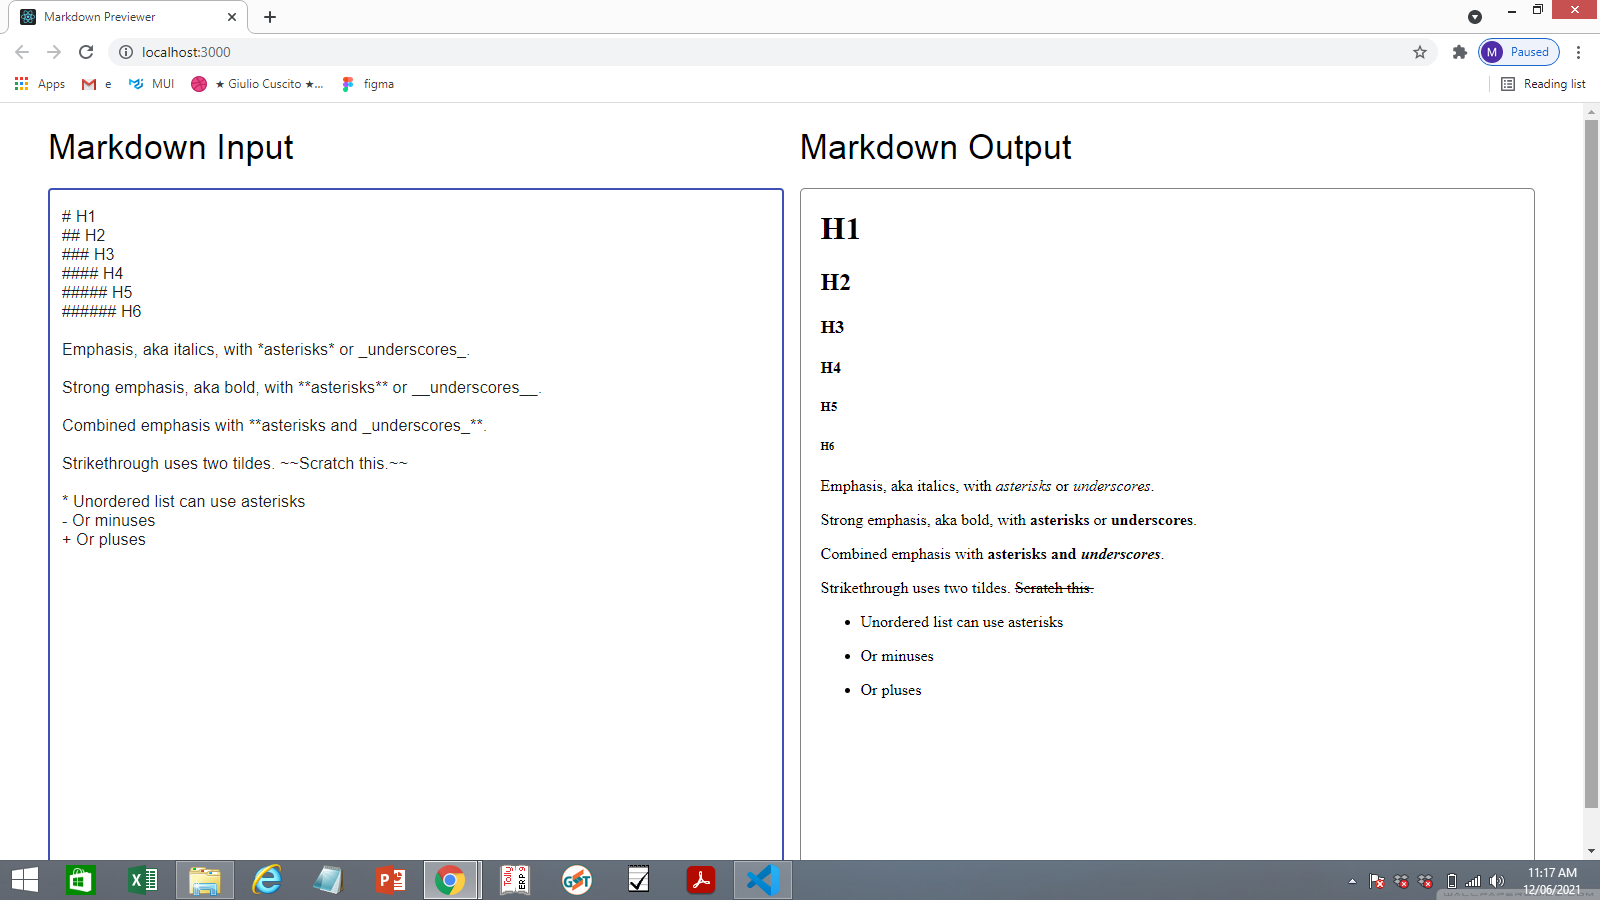 Markdown Previewer
localhost:3000
M Paused
Apps
e
MUI
★ Giulio Cuscito ★...
figma
Reading list
Markdown Input
# H1
## H2
### H3
#### H4
##### H5
###### H6
Emphasis, aka italics, with *asterisks* or _underscores_.
Strong emphasis, aka bold, with **asterisks** or __underscores__.
Combined emphasis with **asterisks and _underscores_**.
Strikethrough uses two tildes. ~~Scratch this.~~
* Unordered list can use asterisks
- Or minuses
+ Or pluses
Markdown Output
H1
H2
H3
H4
H5
H6
Emphasis, aka italics, with asterisks or underscores.
Strong emphasis, aka bold, with asterisks or underscores.
Combined emphasis with asterisks and underscores.
Strikethrough uses two tildes. Scratch this.
• Unordered list can use asterisks
• Or minuses
• Or pluses
Tally
ERP 9
GST
11:17 AM
12/06/2021